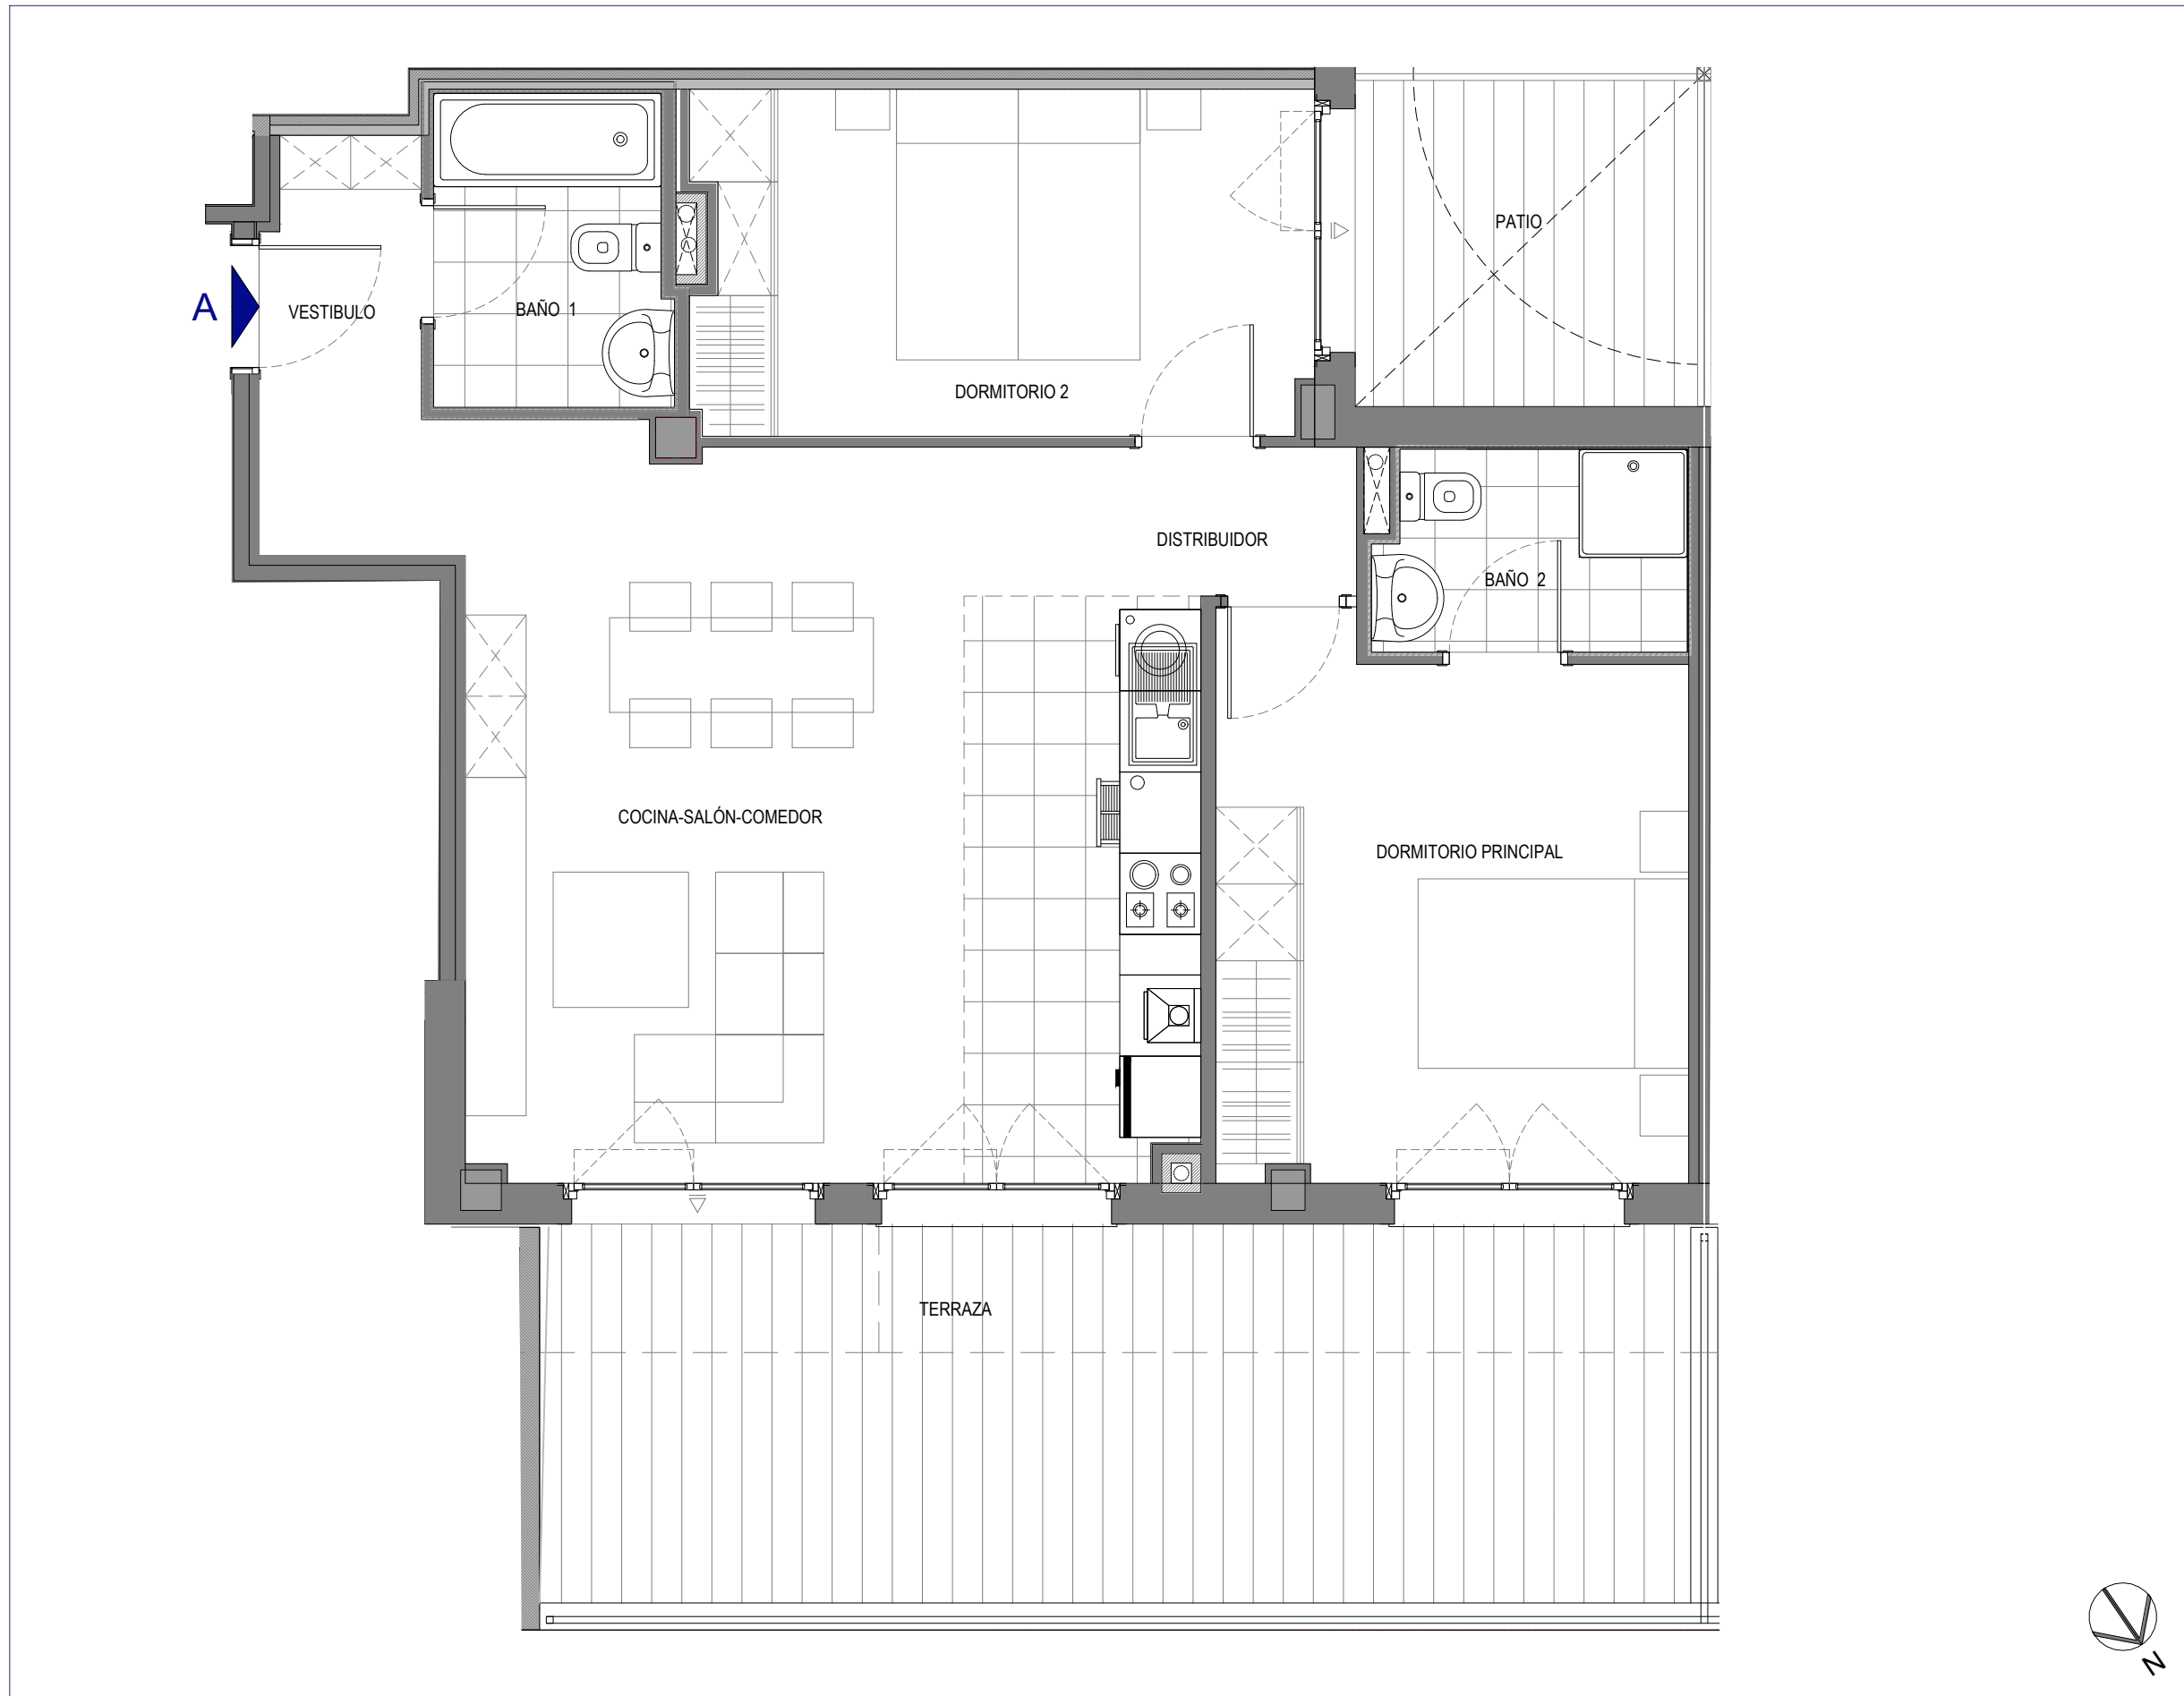 PATIO
A
VESTIBULO
BAÑO 1
DORMITORIO 2
DISTRIBUIDOR
BAÑO 2
COCINA-SALÓN-COMEDOR
DORMITORIO PRINCIPAL
TERRAZA
N